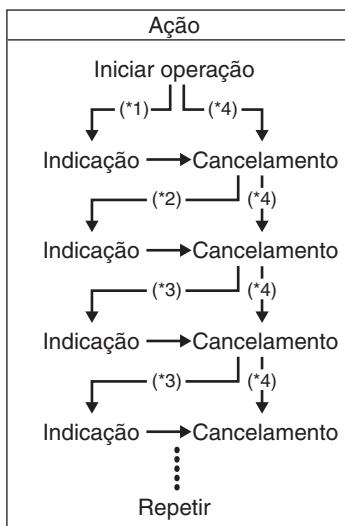 Ação
Iniciar operação
(*1) (*4)
Indicação Cancelamento
(*2) (*4)
Indicação Cancelamento
(*3) (*4)
Indicação Cancelamento
(*3) (*4)
Indicação Cancelamento
Repetir